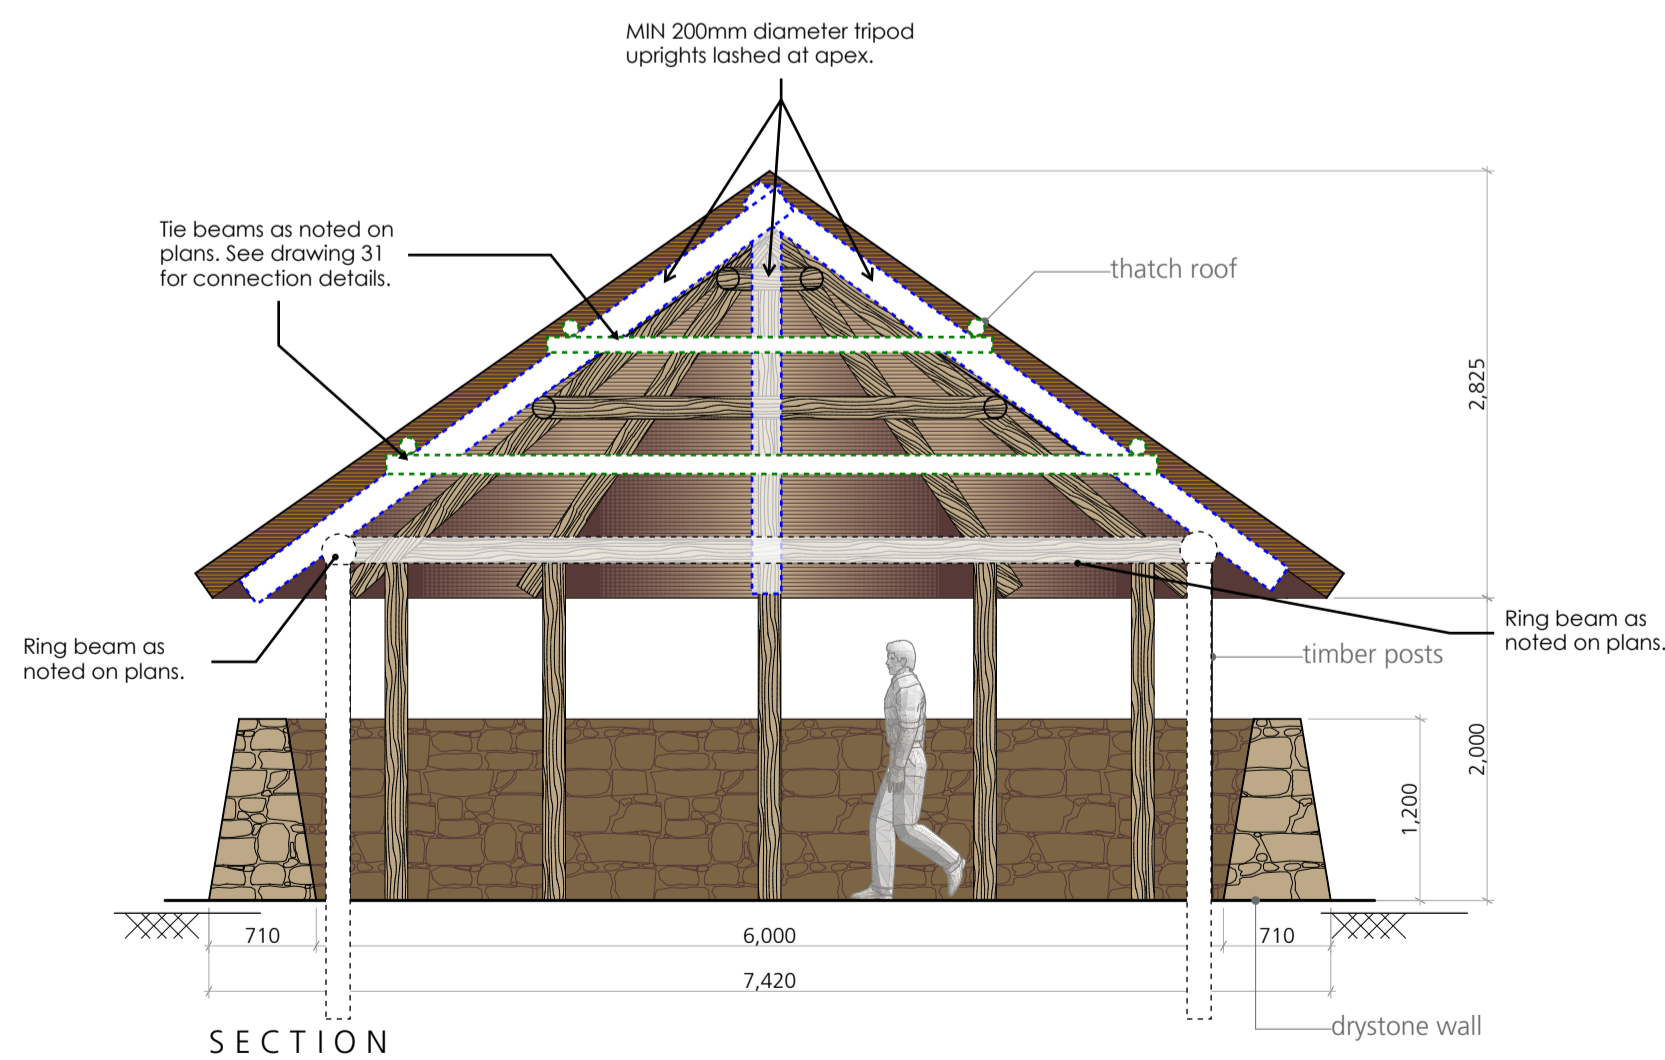 MIN 200mm diameter tripod
uprights lashed at apex.
Tie beams as noted on
plans. See drawing 31
for connection details.
thatch roof
2,825
Ring beam as
noted on plans.
Ring beam as
noted on plans.
timber posts
2,000
1,200
710
6,000
710
7,420
drystone wall
SECTION